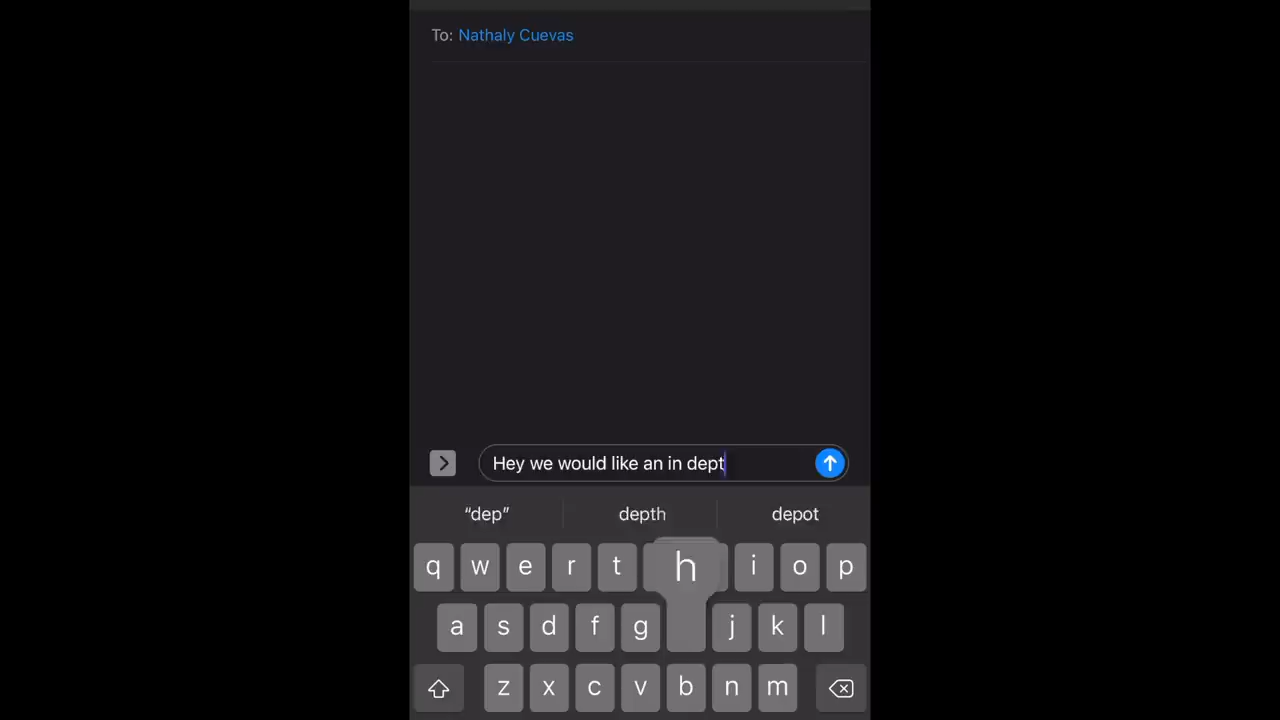 To: Nathaly Cuevas
Hey we would like an in dept
“dep” depth depot
q w e r t h i o p
a s d f g j k l
z x c v b n m